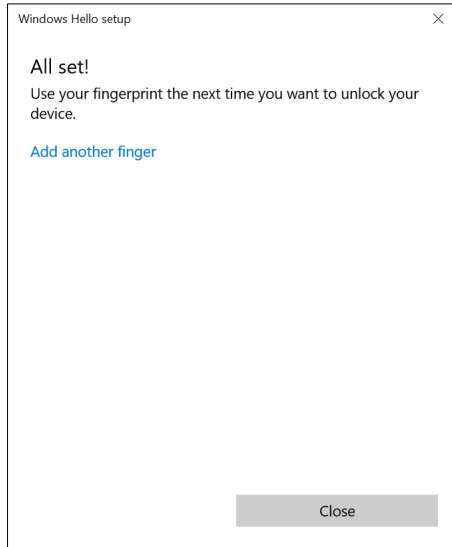 Windows Hello setup
All set!
Use your fingerprint the next time you want to unlock your
device.
Add another finger
Close